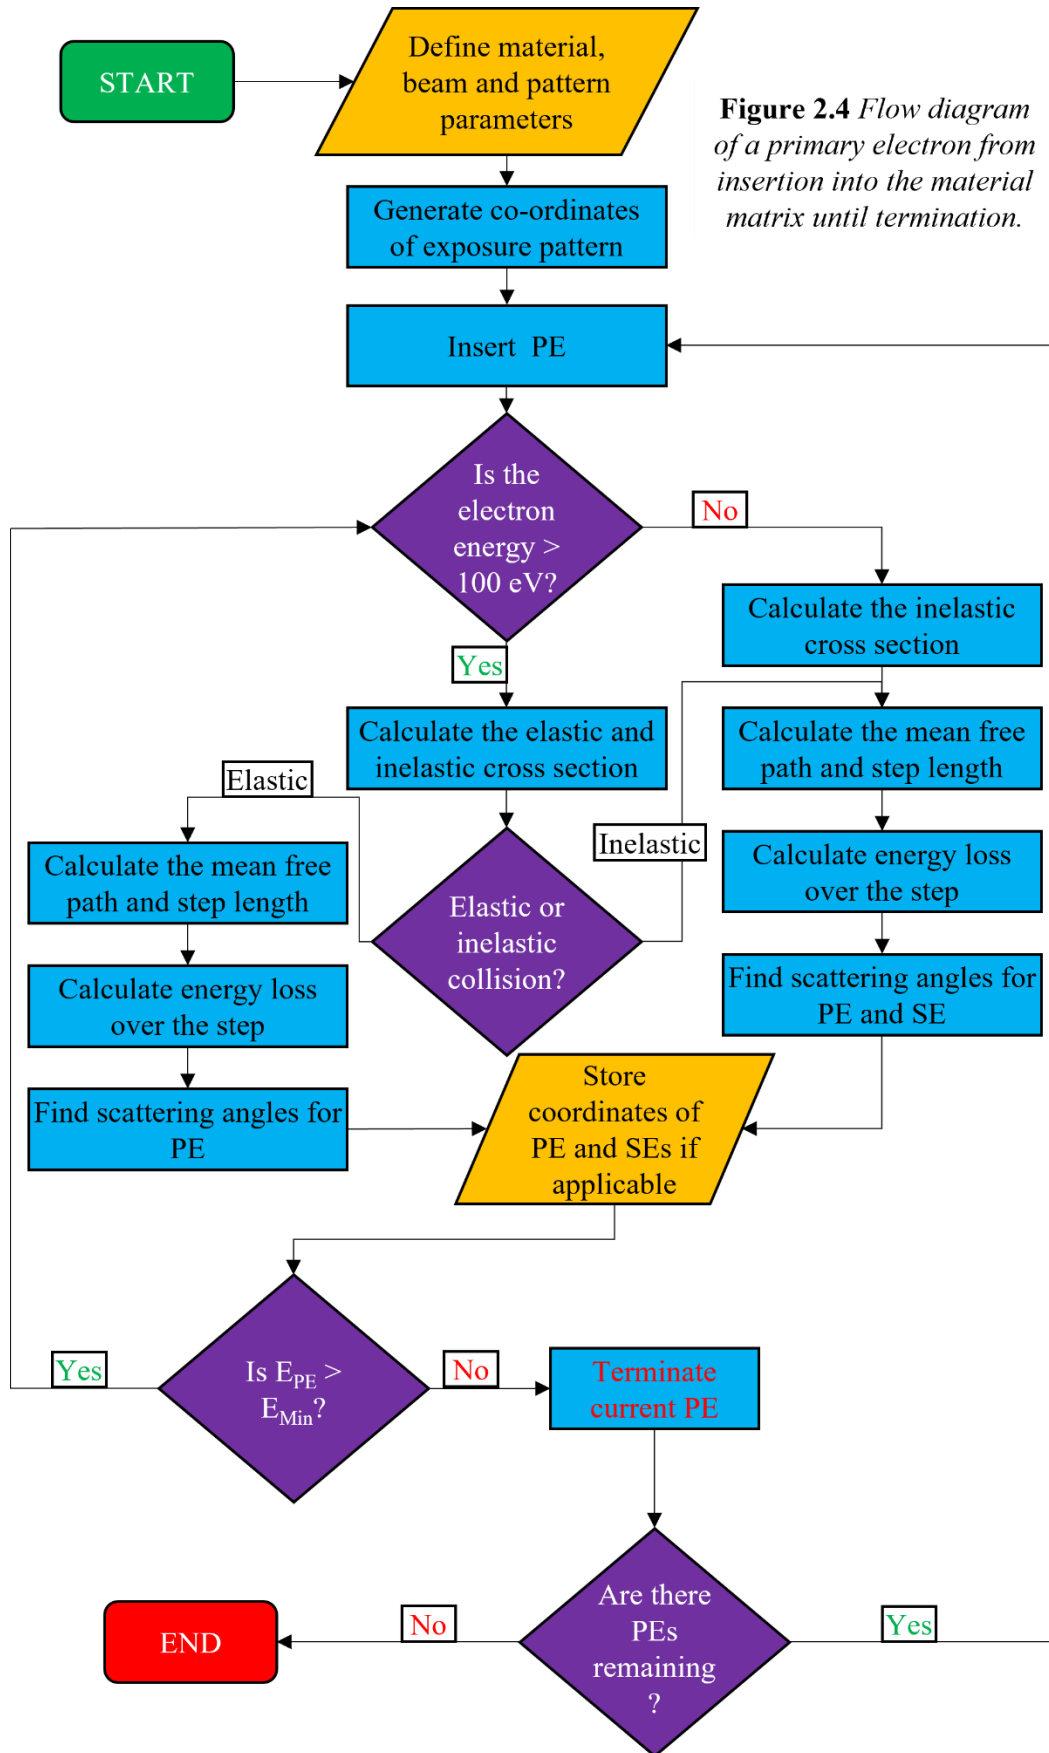 START
Define material,
beam and pattern
parameters
Figure 2.4 Flow diagram
of a primary electron from
insertion into the material
matrix until termination.
Generate co-ordinates
of exposure pattern
Insert PE
Is the
electron
energy >
100 eV?
No
Yes
Calculate the inelastic
cross section
Calculate the elastic and
inelastic cross section
Calculate the mean free
path and step length
Elastic
Inelastic
Calculate the mean free
path and step length
Elastic or
inelastic
collision?
Calculate energy loss
over the step
Calculate energy loss
over the step
Find scattering angles for
PE and SE
Find scattering angles for
PE
Store
coordinates of
PE and SEs if
applicable
Is E_PE >
E_Min?
Yes
No
Terminate
current PE
Are there
PEs
remaining
?
No
Yes
END